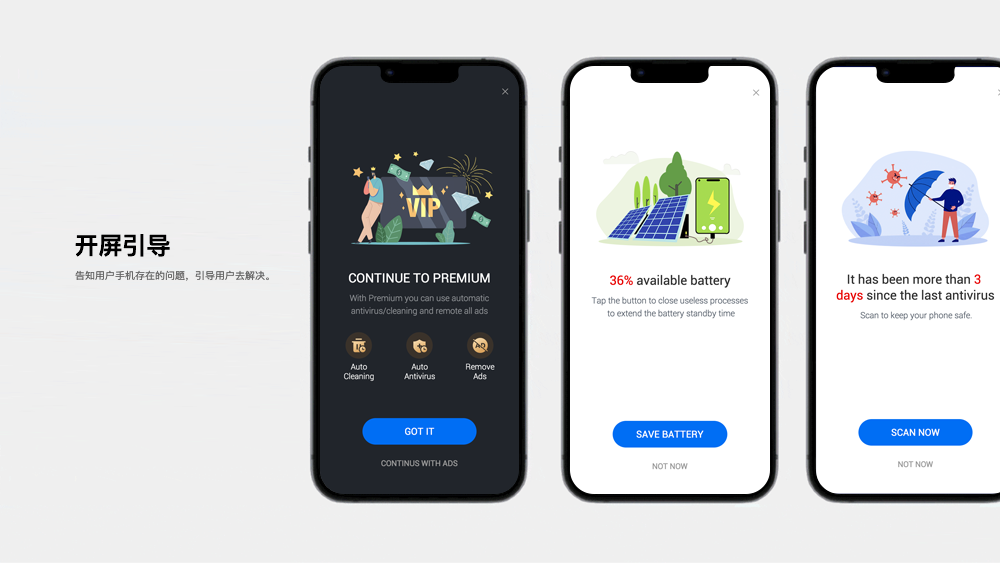 开屏引导
告知用户手机存在的问题，引导用户去解决。
VIP
CONTINUE TO PREMIUM
With Premium you can use automatic
antivirus/cleaning and remote all ads
Auto
Cleaning
Auto
Antivirus
AD
Remove
Ads
GOT IT
CONTINUS WITH ADS
36% available battery
Tap the button to close useless processes
to extend the battery standby time
SAVE BATTERY
NOT NOW
It has been more than 3
days since the last antivirus
Scan to keep your phone safe.
SCAN NOW
NOT NOW